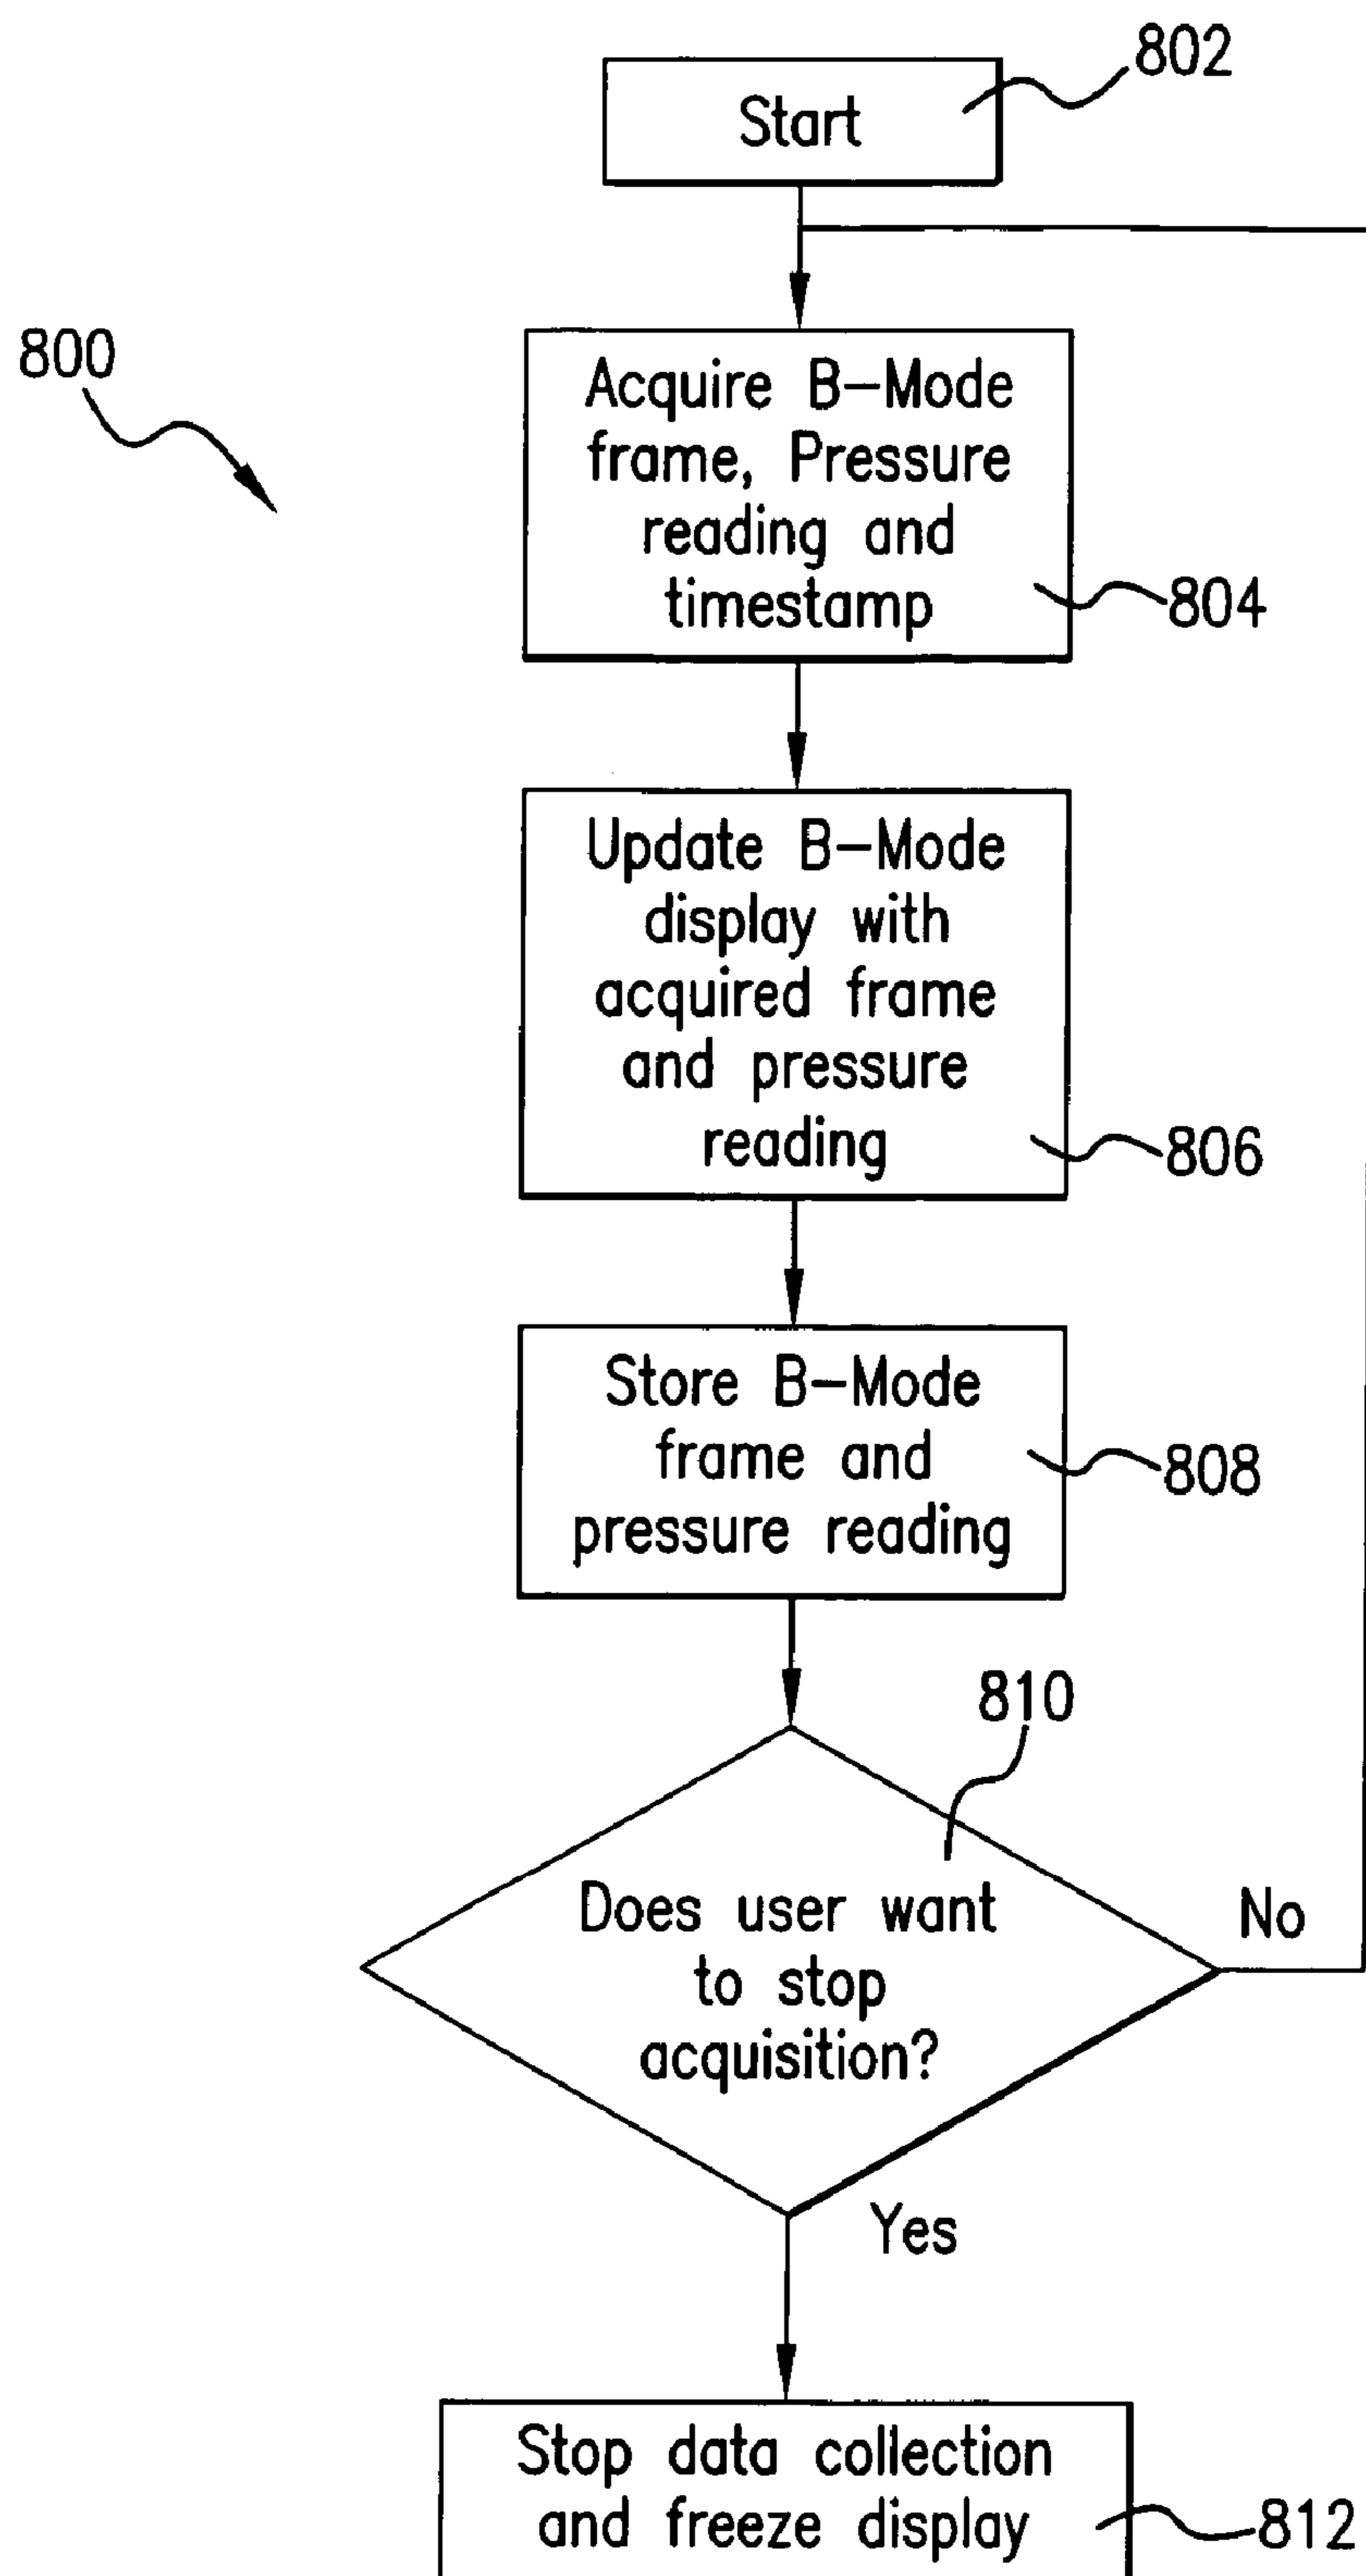 802
Start
800
Acquire B-Mode
frame, Pressure
reading and
timestamp
804
Update B-Mode
display with
acquired frame
and pressure
reading
806
Store B-Mode
frame and
pressure reading
808
810
Does user want
to stop
acquisition?
No
Yes
Stop data collection
and freeze display
812